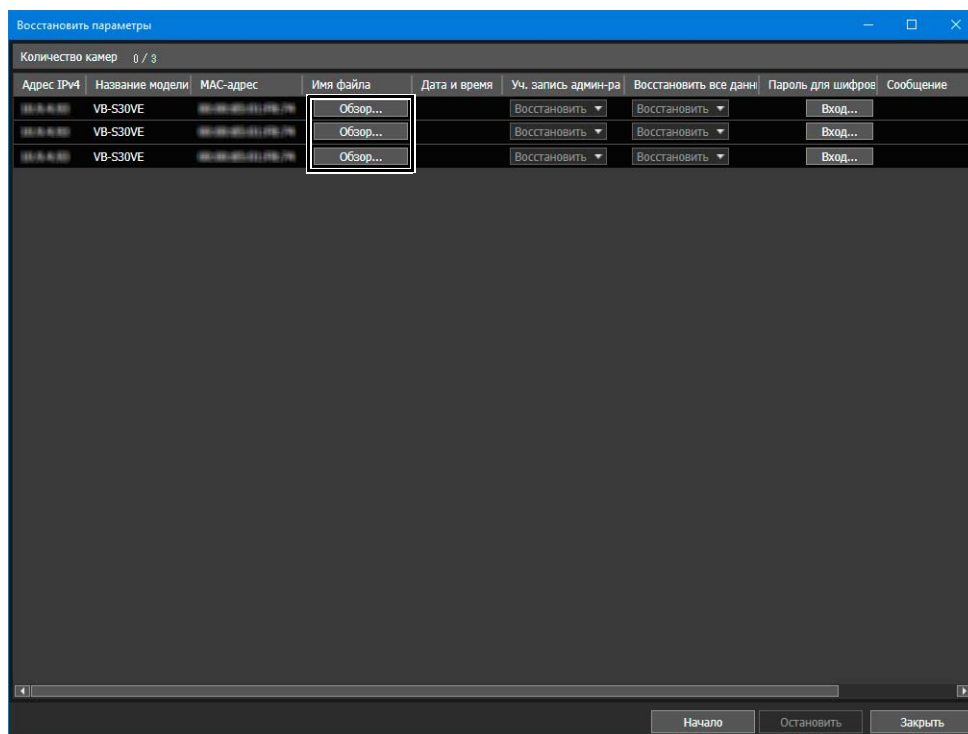 Восстановить параметры
Количество камер 0 / 3
Адрес IPv4 Название модели MAC-адрес Имя файла Дата и время Уч. запись админ-ра Восстановить все данн Пароль для шифров Сообщение
VB-S30VE Обзор... Восстановить Восстановить Вход...
VB-S30VE Обзор... Восстановить Восстановить Вход...
VB-S30VE Обзор... Восстановить Восстановить Вход...
Начало Остановить Закрыть